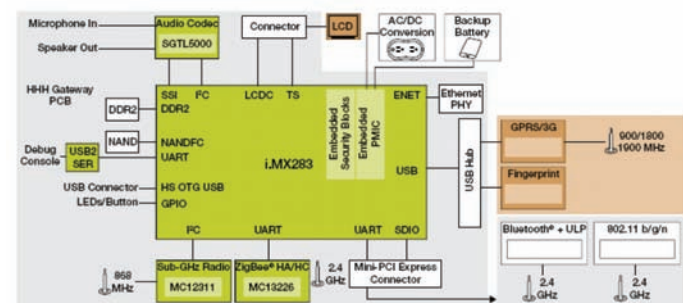 Microphone In
Speaker Out
Audio Codec
SGTL5000
Connector
LCD
AC/DC
Conversion
Backup
Battery
HHH Gateway
PCB
SSI
I²C
LCDC
TS
ENET
Ethernet
PHY
DDR2
DDR2
Embedded
Security Blocks
Embedded
PMIC
NAND
NANDFC
Debug
Console
USB2
SER
UART
i.MX283
USB
USB Hub
GPRS/3G
900/1800
1900 MHz
Fingerprint
USB Connector
HS OTG USB
LEDs/Button
GPIO
I²C
UART
UART
SDIO
868
MHz
Sub-GHz Radio
MC12311
ZigBee® HA/HC
MC13226
2.4
GHz
Mini-PCI Express
Connector
Bluetooth® + ULP
802.11 b/g/n
2.4
GHz
2.4
GHz